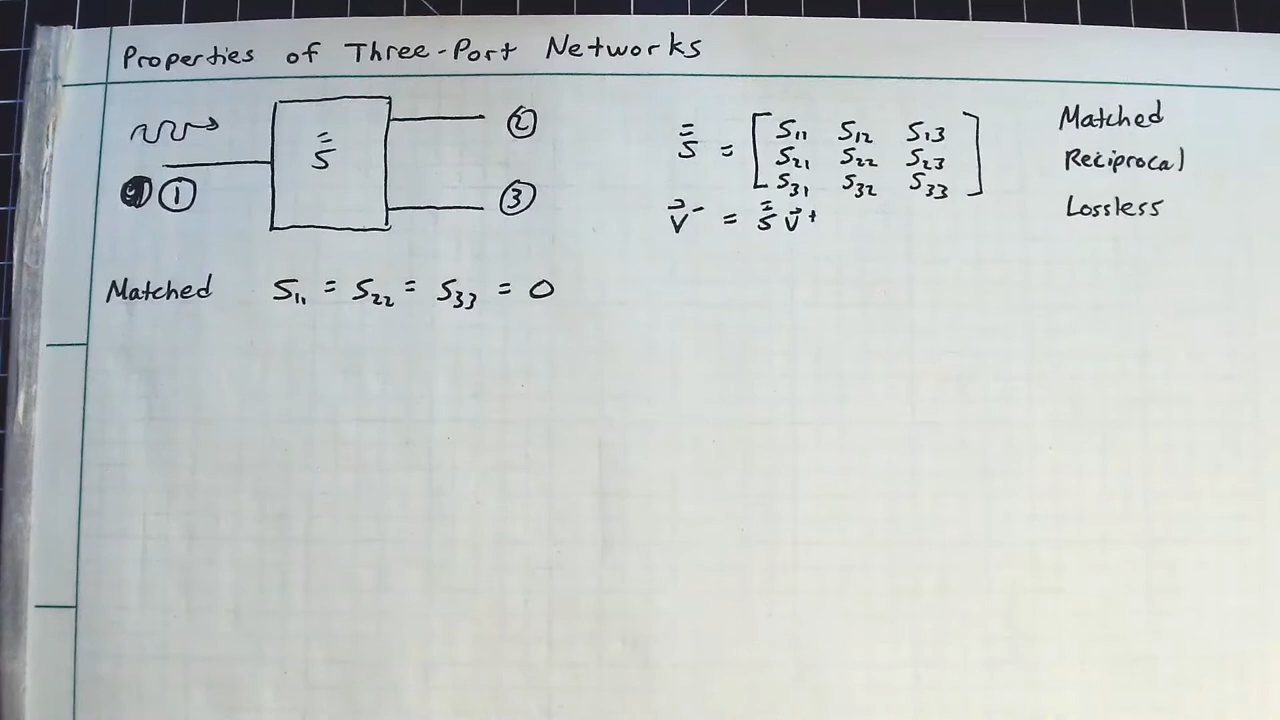 Properties of Three-Port Networks
① S̿ ② ③
S̿ = [ S₁₁ S₁₂ S₁₃
S₂₁ S₂₂ S₂₃
S₃₁ S₃₂ S₃₃ ]
V⃗⁻ = S̿ V⃗⁺
Matched
Reciprocal
Lossless
Matched S₁₁ = S₂₂ = S₃₃ = 0